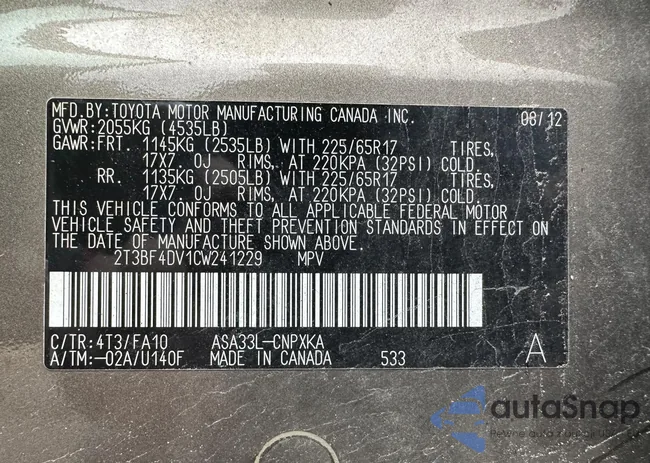 MFD.BY:TOYOTA MOTOR MANUFACTURING CANADA INC. 08/12
GVWR:2055KG (4535LB)
GAWR:FRT. 1145KG (2535LB) WITH 225/65R17 TIRES,
17X7. OJ RIMS, AT 220KPA (32PSI) COLD.
RR. 1135KG (2505LB) WITH 225/65R17 TIRES,
17X7. OJ RIMS, AT 220KPA (32PSI) COLD.
THIS VEHICLE CONFORMS TO ALL APPLICABLE FEDERAL MOTOR
VEHICLE SAFETY AND THEFT PREVENTION STANDARDS IN EFFECT
ON THE DATE OF MANUFACTURE SHOWN ABOVE.
2T3BF4DV1CW241229 MPV
C/TR:4T3/FA10 ASA33L-CNPXKA
A/TM:-02A/U140F MADE IN CANADA 533 A
autoSnap